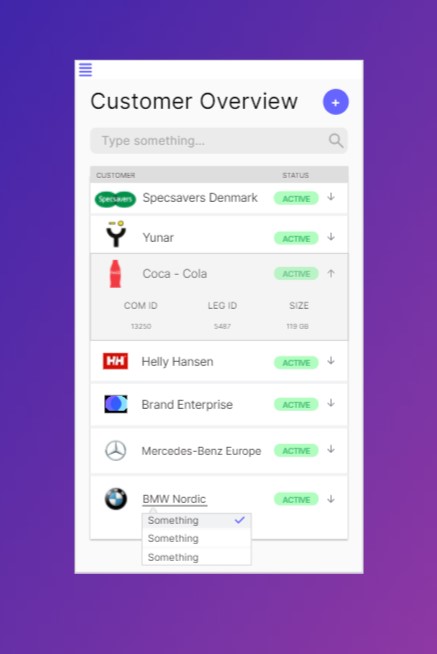 Customer Overview
+
Type something...
CUSTOMER STATUS
Specsavers Specsavers Denmark ACTIVE
Yunar ACTIVE
Coca - Cola ACTIVE
COM ID LEG ID SIZE
13250 5487 119 GB
HH Helly Hansen ACTIVE
Brand Enterprise ACTIVE
Mercedes-Benz Europe ACTIVE
BMW Nordic ACTIVE
Something
Something
Something